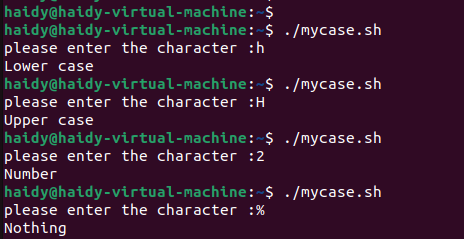 haidy@haidy-virtual-machine:~$
haidy@haidy-virtual-machine:~$ ./mycase.sh
please enter the character :h
Lower case
haidy@haidy-virtual-machine:~$ ./mycase.sh
please enter the character :H
Upper case
haidy@haidy-virtual-machine:~$ ./mycase.sh
please enter the character :2
Number
haidy@haidy-virtual-machine:~$ ./mycase.sh
please enter the character :%
Nothing